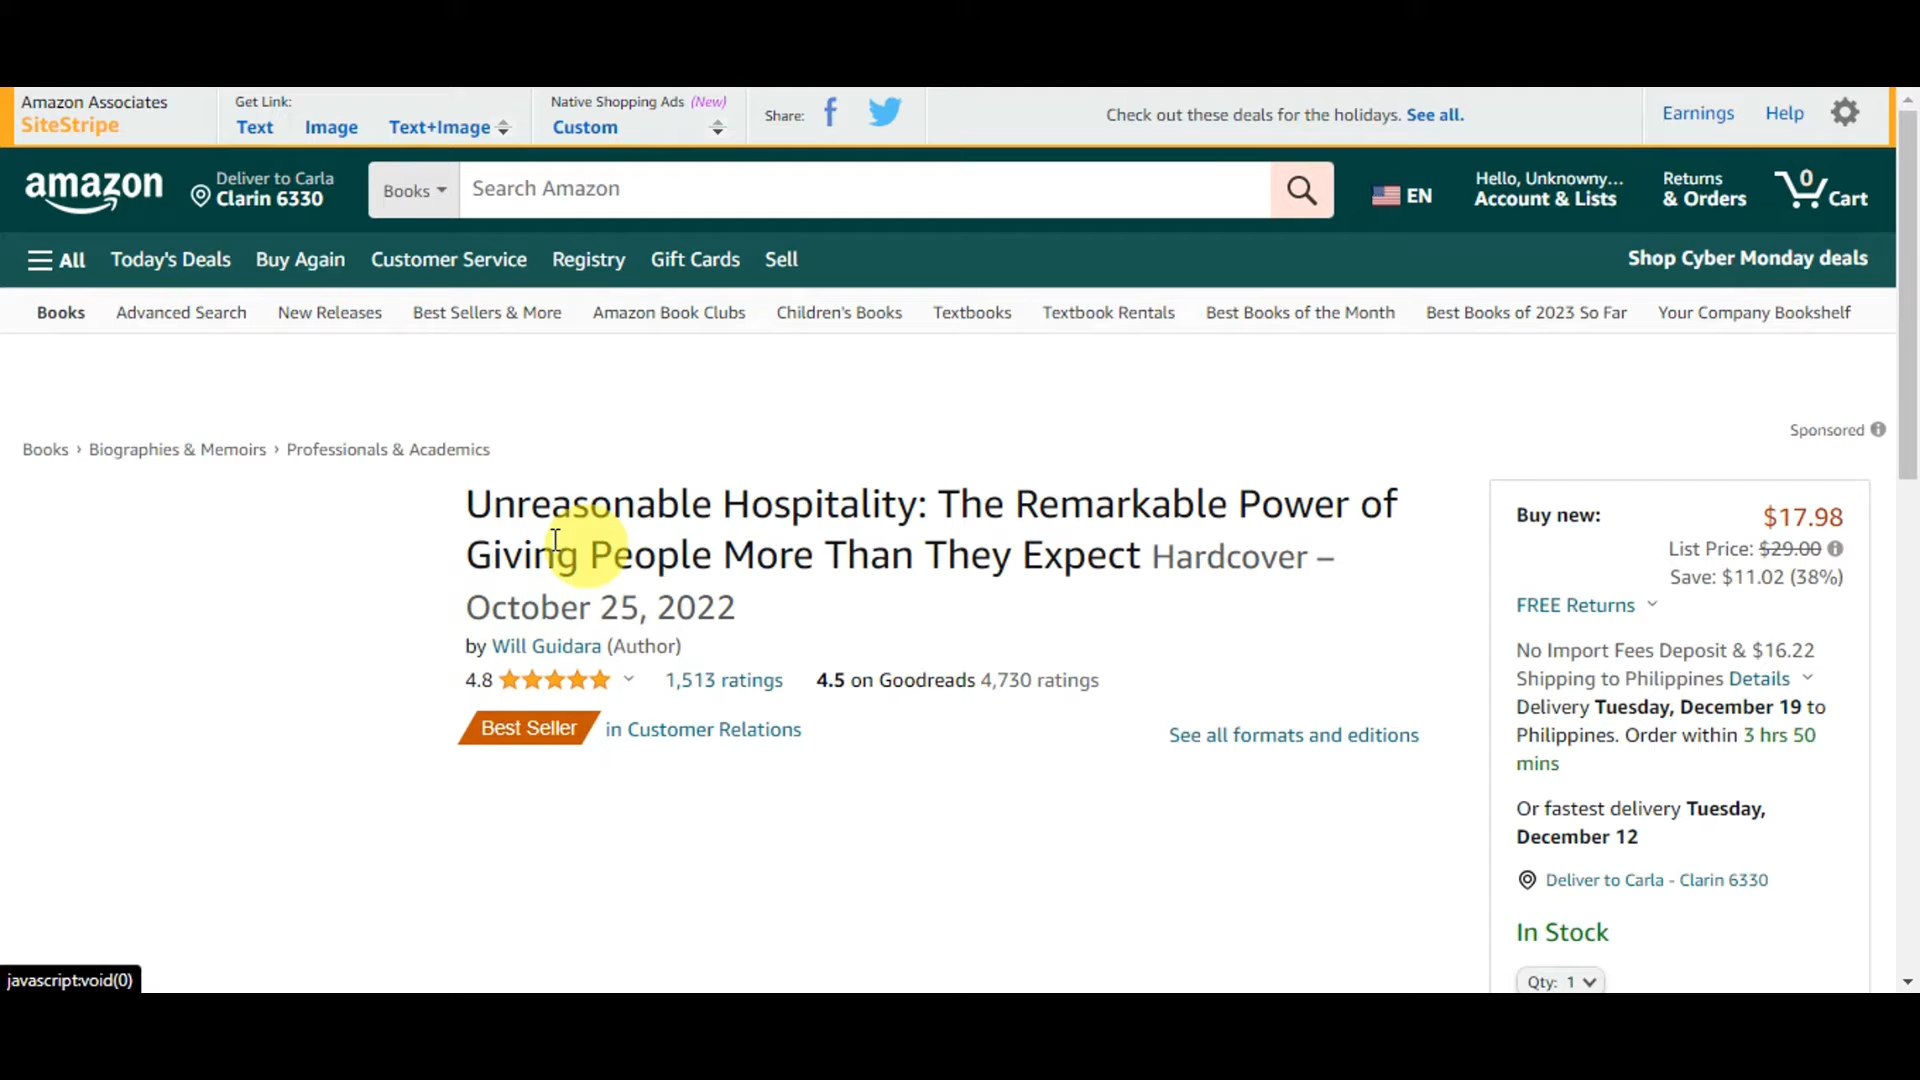 Amazon Associates
SiteStripe
Get Link:
Text Image Text+Image
Native Shopping Ads (New)
Custom
Share:
Check out these deals for the holidays. See all.
Earnings Help
amazon
Deliver to Carla
Clarin 6330
Books
Search Amazon
EN
Hello, Unknowny...
Account & Lists
Returns
& Orders
0
Cart
All Today's Deals Buy Again Customer Service Registry Gift Cards Sell
Shop Cyber Monday deals
Books Advanced Search New Releases Best Sellers & More Amazon Book Clubs Children's Books Textbooks Textbook Rentals Best Books of the Month Best Books of 2023 So Far Your Company Bookshelf
Sponsored
Books › Biographies & Memoirs › Professionals & Academics
Unreasonable Hospitality: The Remarkable Power of
Giving People More Than They Expect Hardcover –
October 25, 2022
by Will Guidara (Author)
4.8 1,513 ratings 4.5 on Goodreads 4,730 ratings
Best Seller in Customer Relations
See all formats and editions
Buy new: $17.98
List Price: $29.00
Save: $11.02 (38%)
FREE Returns
No Import Fees Deposit & $16.22
Shipping to Philippines Details
Delivery Tuesday, December 19 to
Philippines. Order within 3 hrs 50
mins
Or fastest delivery Tuesday,
December 12
Deliver to Carla - Clarin 6330
In Stock
Qty: 1
javascript:void(0)